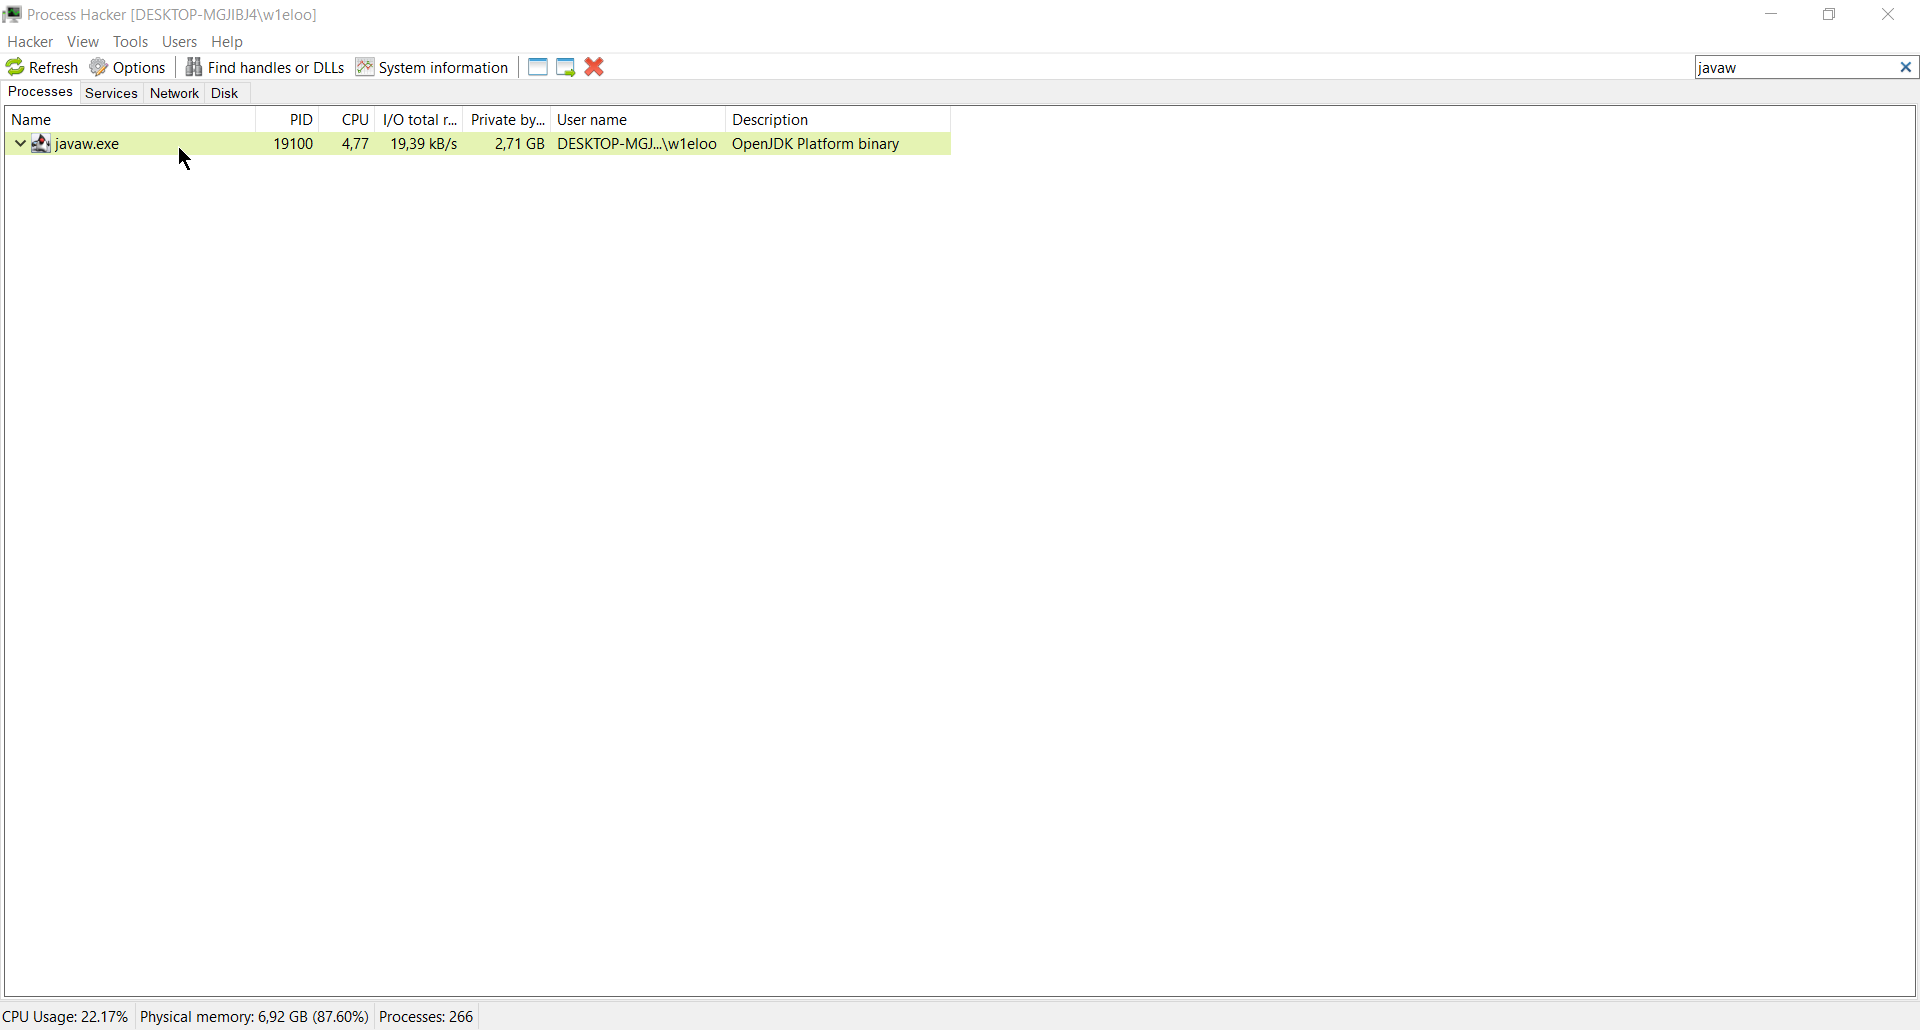 Process Hacker [DESKTOP-MGJIBJ4\w1eloo]
Hacker View Tools Users Help
Refresh Options Find handles or DLLs System information javaw
Processes Services Network Disk
Name PID CPU I/O total r... Private by... User name Description
javaw.exe 19100 4,77 19,39 kB/s 2,71 GB DESKTOP-MGJ...\w1eloo OpenJDK Platform binary
CPU Usage: 22.17% Physical memory: 6,92 GB (87.60%) Processes: 266